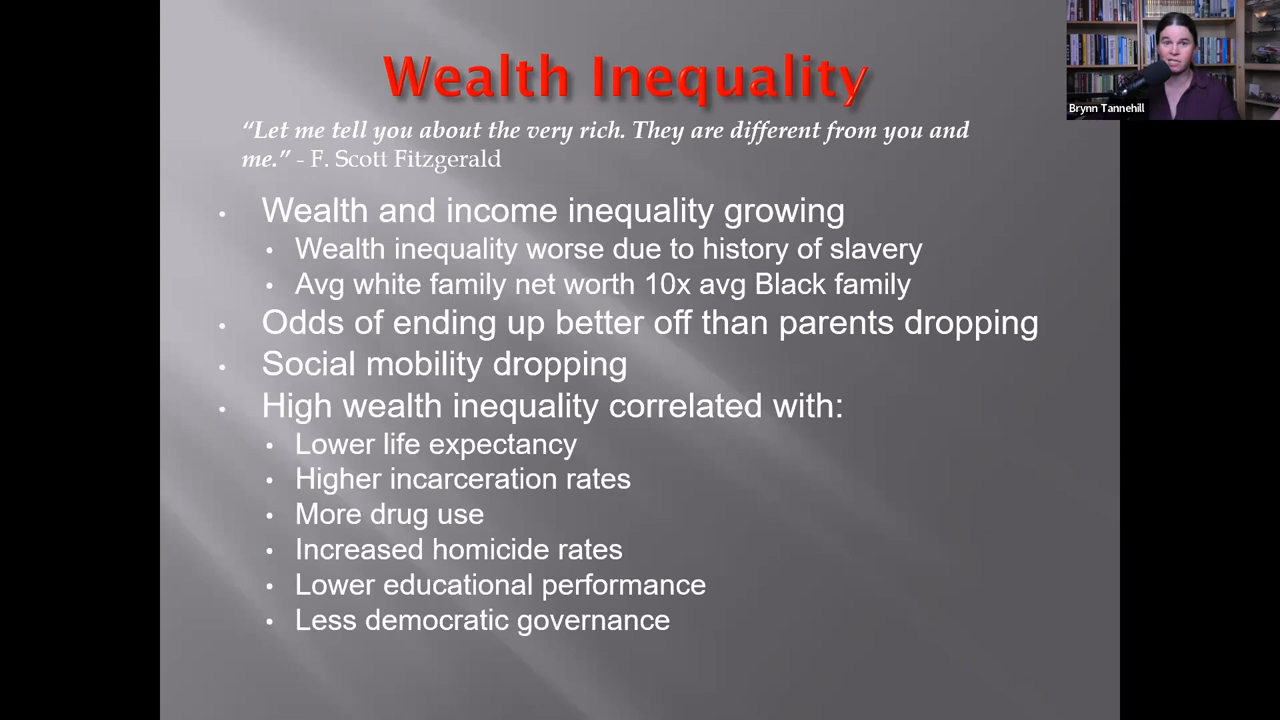 Wealth Inequality
Brynn Tannehill
“Let me tell you about the very rich. They are different from you and
me.” - F. Scott Fitzgerald
• Wealth and income inequality growing
• Wealth inequality worse due to history of slavery
• Avg white family net worth 10x avg Black family
• Odds of ending up better off than parents dropping
• Social mobility dropping
• High wealth inequality correlated with:
• Lower life expectancy
• Higher incarceration rates
• More drug use
• Increased homicide rates
• Lower educational performance
• Less democratic governance